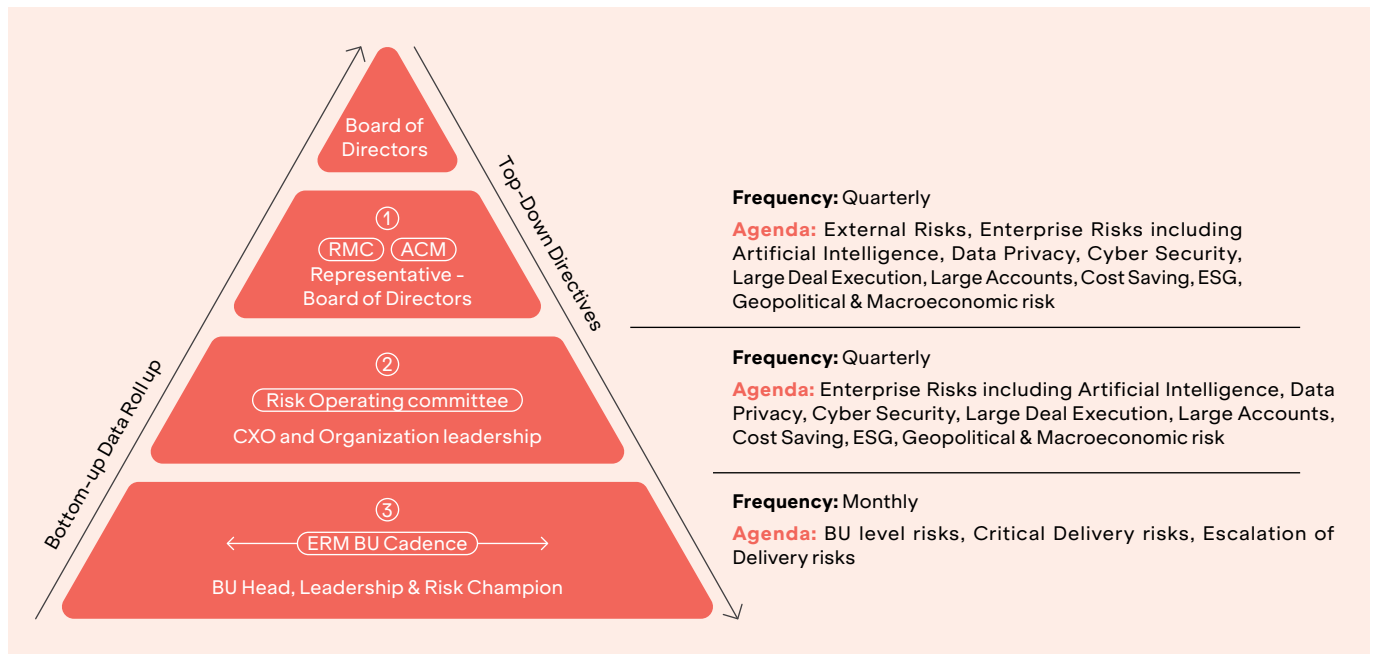 Board of
Directors
1
RMC ACM
Representative -
Board of Directors
2
Risk Operating committee
CXO and Organization leadership
3
ERM BU Cadence
BU Head, Leadership & Risk Champion
Bottom-up Data Roll up
Top-Down Directives
Frequency: Quarterly
Agenda: External Risks, Enterprise Risks including
Artificial Intelligence, Data Privacy, Cyber Security,
Large Deal Execution, Large Accounts, Cost Saving, ESG,
Geopolitical & Macroeconomic risk
Frequency: Quarterly
Agenda: Enterprise Risks including Artificial Intelligence, Data
Privacy, Cyber Security, Large Deal Execution, Large Accounts,
Cost Saving, ESG, Geopolitical & Macroeconomic risk
Frequency: Monthly
Agenda: BU level risks, Critical Delivery risks, Escalation of
Delivery risks